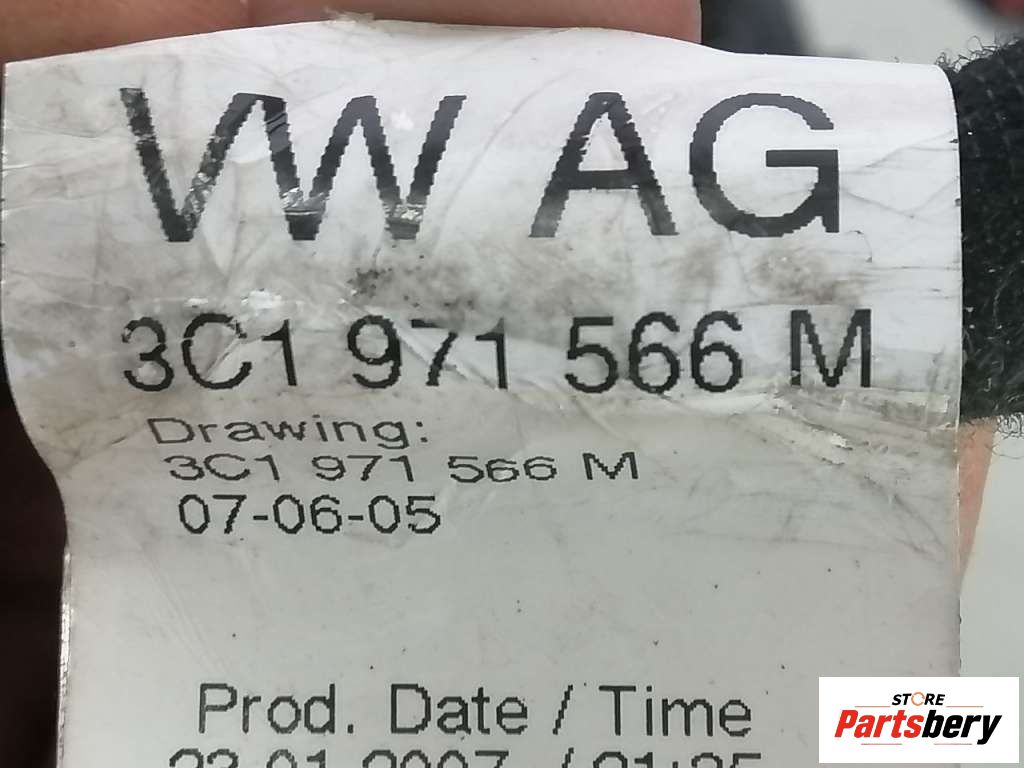 VW AG
3C1 971 566 M
Drawing:
3C1 971 566 M
07-06-05
Prod. Date / Time
STORE
Partsbery